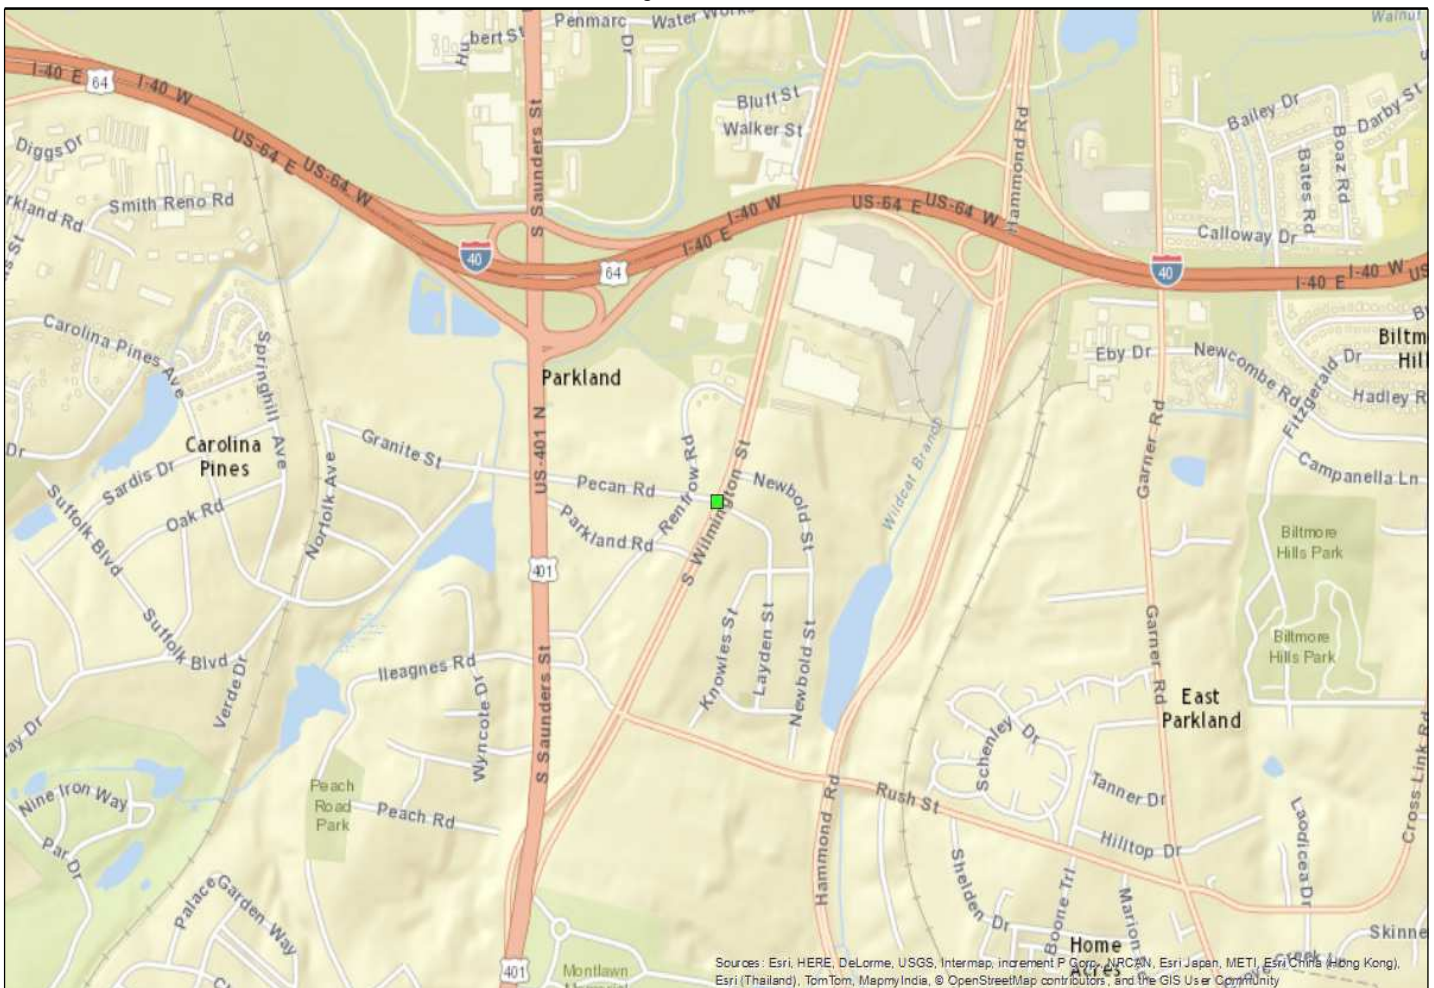 Penmarc
Water Works
Walnut
Hubert St
Dr
I-40 E
64
I-40 W
US-64 E
US-64 W
S Saunders St
Bluff St
Walker St
Hammond Rd
Bailey Dr
Darby St
Boaz Rd
Bates Rd
Diggs Dr
Smith Reno Rd
rkland Rd
I-40 W
I-40 E
US-64 E
US-64 W
Calloway Dr
40
64
40
I-40 W
I-40 E
US
Carolina Pines Ave
Springhill Ave
Parkland
Eby Dr
Newcombe Rd
Fitzgerald Dr
Biltm
Hill
Hadley R
Dr
Carolina
Pines
Granite St
US-401 N
Renfrow Rd
S Wilmington St
Wildcat Branch
Garner Rd
Campanella Ln
Sardis Dr
Oak Rd
Norfolk Ave
Suffolk Blvd
Pecan Rd
Newbold St
Parkland Rd
Biltmore
Hills Park
401
Suffolk Blvd
Verde Dr
Ileagnes Rd
Wyncote Dr
S Saunders St
Knowles St
Layden St
Newbold St
Garner Rd
Biltmore
Hills Park
East
Parkland
ay Dr
Schenley Dr
Cross Link Rd
Nine Iron Way
Par Dr
Peach
Road
Park
Peach Rd
Hammond Rd
Rush St
Tanner Dr
Hilltop Dr
Laodicea Dr
Palace Garden Way
Shelden Dr
Boone Trl
Marion
Skinne
Home
Acres
401
Montlawn
Sources: Esri, HERE, DeLorme, USGS, Intermap, increment P Corp., NRCAN, Esri Japan, METI, Esri China (Hong Kong),
Esri (Thailand), TomTom, MapmyIndia, © OpenStreetMap contributors, and the GIS User Community